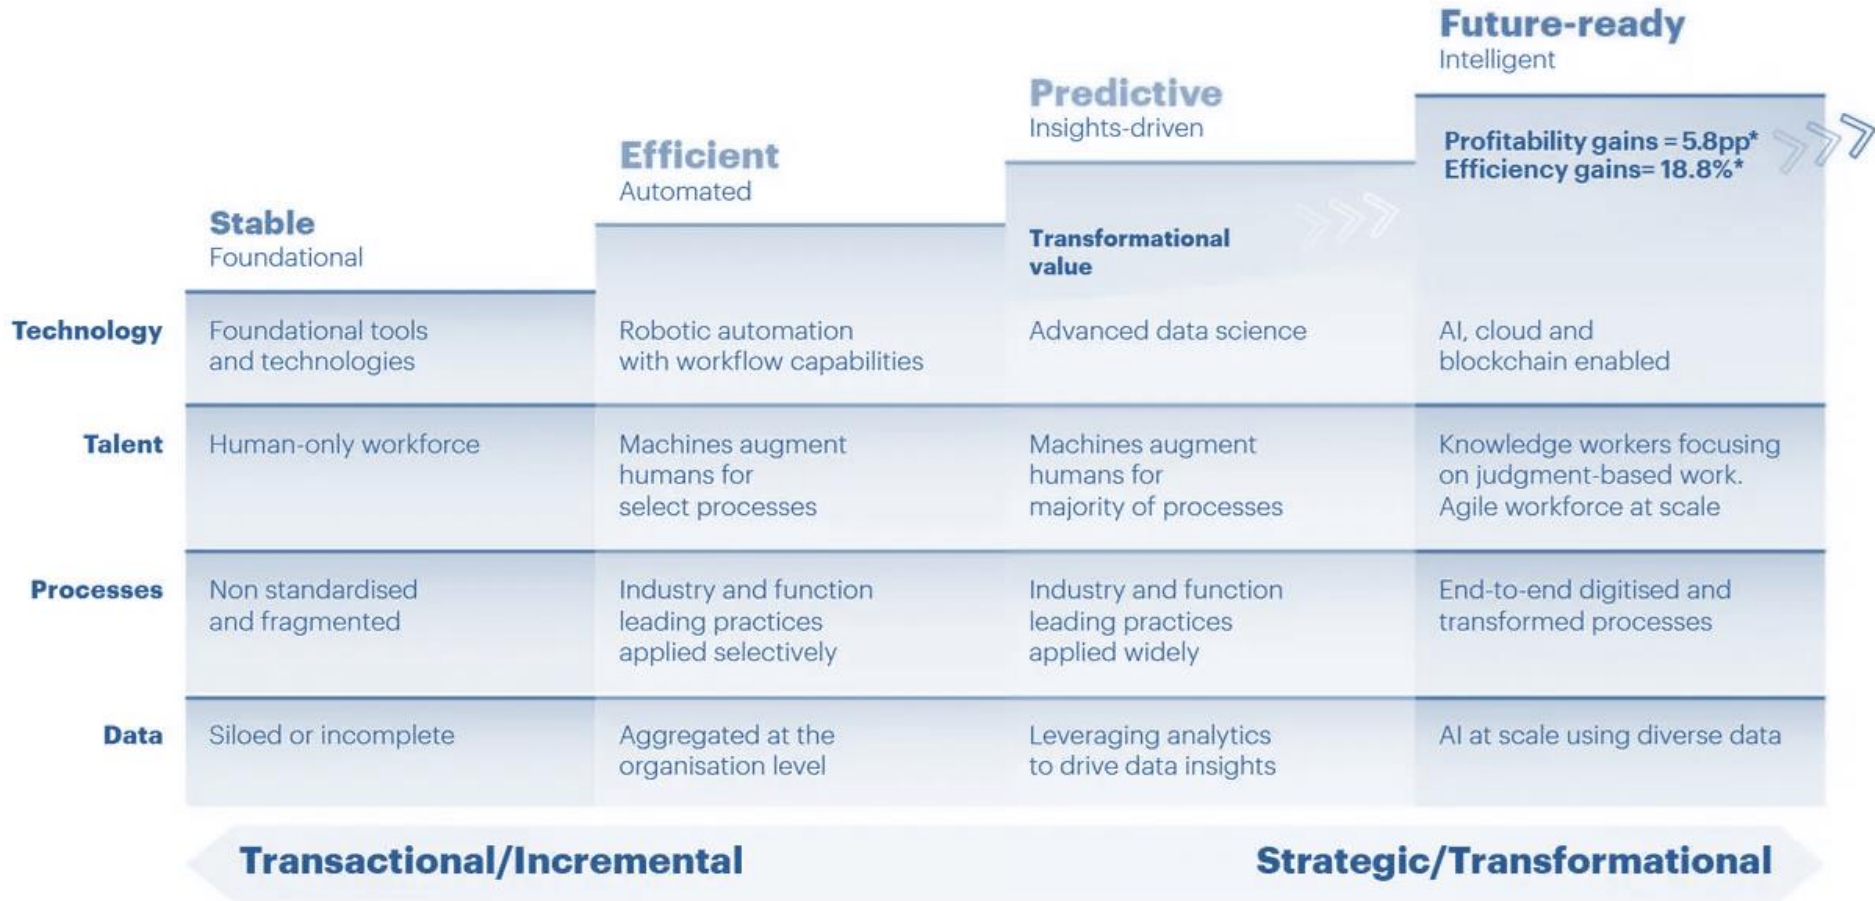 Future-ready
Intelligent
Predictive
Insights-driven
Efficient
Automated
Stable
Foundational
Profitability gains = 5.8pp*
Efficiency gains= 18.8%*
Transformational
value
Technology
Foundational tools
and technologies
Robotic automation
with workflow capabilities
Advanced data science
AI, cloud and
blockchain enabled
Talent
Human-only workforce
Machines augment
humans for
select processes
Machines augment
humans for
majority of processes
Knowledge workers focusing
on judgment-based work.
Agile workforce at scale
Processes
Non standardised
and fragmented
Industry and function
leading practices
applied selectively
Industry and function
leading practices
applied widely
End-to-end digitised and
transformed processes
Data
Siloed or incomplete
Aggregated at the
organisation level
Leveraging analytics
to drive data insights
AI at scale using diverse data
Transactional/Incremental
Strategic/Transformational